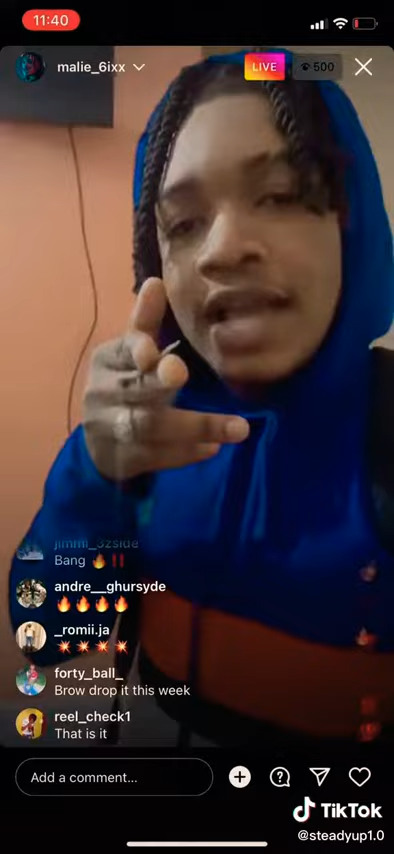 11:40
malie_6ixx
LIVE
500
jimmi_3zside
Bang 🔥‼️
andre__ghursyde
🔥🔥🔥🔥
_romii.ja
💥💥💥💥
forty_ball_
Brow drop it this week
reel_check1
That is it
Add a comment...
TikTok
@steadyup1.0